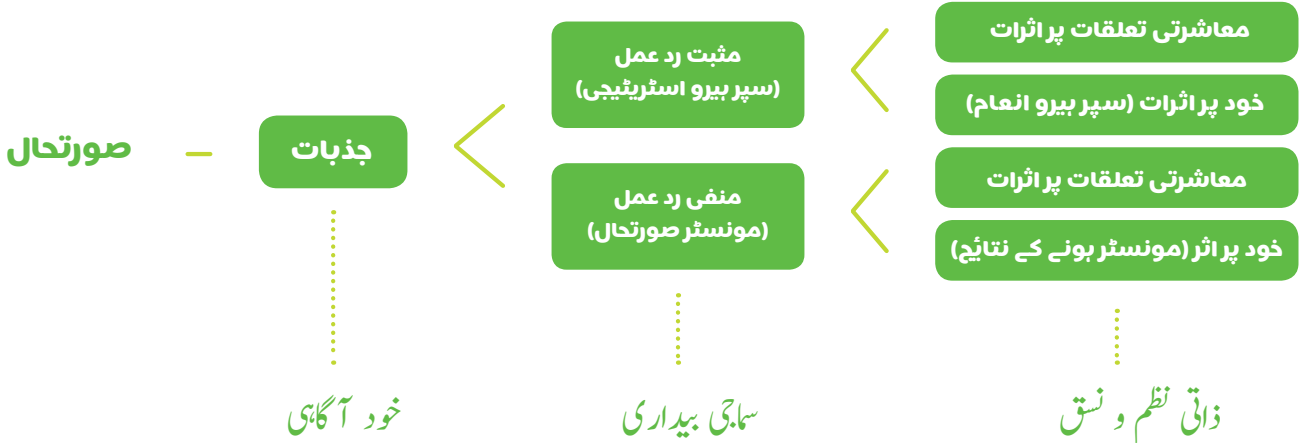 صورتحال
جذبات
مثبت رد عمل
(سپر ہیرو اسٹریٹیجی)
منفی رد عمل
(مونسٹر صورتحال)
معاشرتی تعلقات پر اثرات
خود پر اثرات (سپر ہیرو انعام)
معاشرتی تعلقات پر اثرات
خود پر اثر (مونسٹر ہونے کے نتائج)
خود آگاہی
سماجی بیداری
ذاتی نظم و نسق